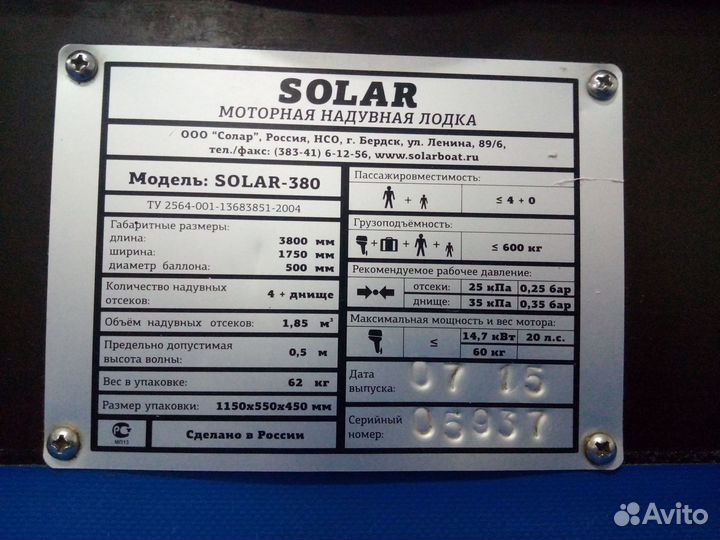 SOLAR
МОТОРНАЯ НАДУВНАЯ ЛОДКА
ООО "Солар", Россия, НСО, г. Бердск, ул. Ленина, 89/6,
тел./факс: (383-41) 6-12-56, www.solarboat.ru
Модель: SOLAR-380
ТУ 2564-001-13683851-2004
Габаритные размеры:
длина: 3800 мм
ширина: 1750 мм
диаметр баллона: 500 мм
Количество надувных
отсеков: 4 + днище
Объём надувных отсеков: 1,85 м³
Предельно допустимая
высота волны: 0,5 м
Вес в упаковке: 62 кг
Размер упаковки: 1150х550х450 мм
РСТ
МП13
Сделано в России
Пассажировместимость:
+ ≤ 4 + 0
Грузоподъёмность:
+ + + ≤ 600 кг
Рекомендуемое рабочее давление:
отсеки: 25 кПа 0,25 бар
днище: 35 кПа 0,35 бар
Максимальная мощность и вес мотора:
≤ 14,7 кВт 20 л.с.
60 кг
Дата
выпуска: 07 15
Серийный
номер: 05937
Avito